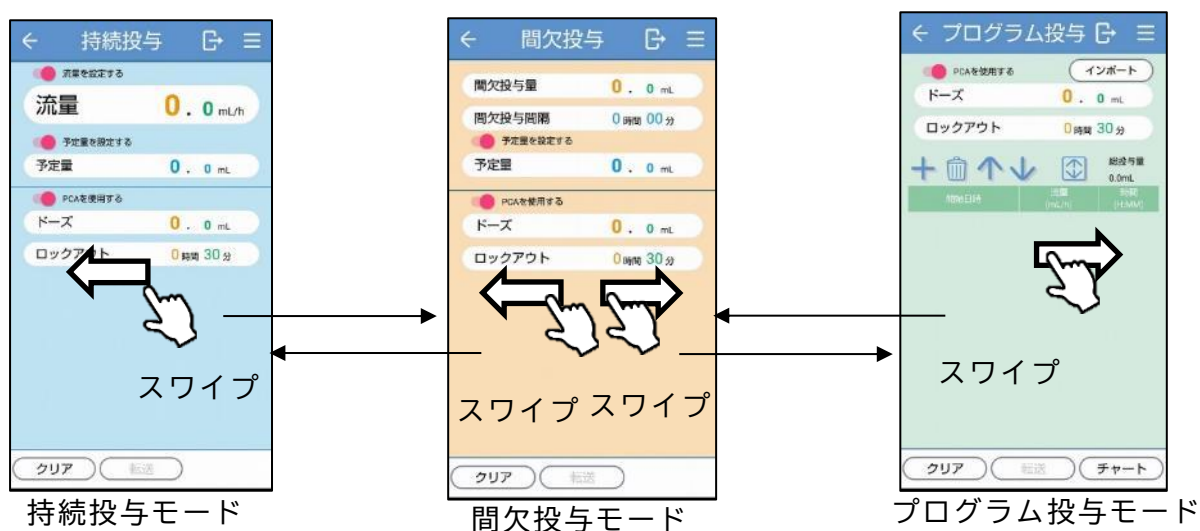 持続投与
流量を設定する
流量 0.0 mL/h
予定量を設定する
予定量 0.0 mL
PCAを使用する
ドーズ 0.0 mL
ロックアウト 0時間 30分
スワイプ
クリア 転送
持続投与モード
間欠投与
間欠投与量 0.0 mL
間欠投与間隔 0時間 00分
予定量を設定する
予定量 0.0 mL
PCAを使用する
ドーズ 0.0 mL
ロックアウト 0時間 30分
スワイプ スワイプ
クリア 転送
間欠投与モード
プログラム投与
PCAを使用する インポート
ドーズ 0.0 mL
ロックアウト 0時間 30分
総投与量
0.0mL
開始日時 流量 時間
(mL/h) (H:MM)
スワイプ
クリア 転送 チャート
プログラム投与モード